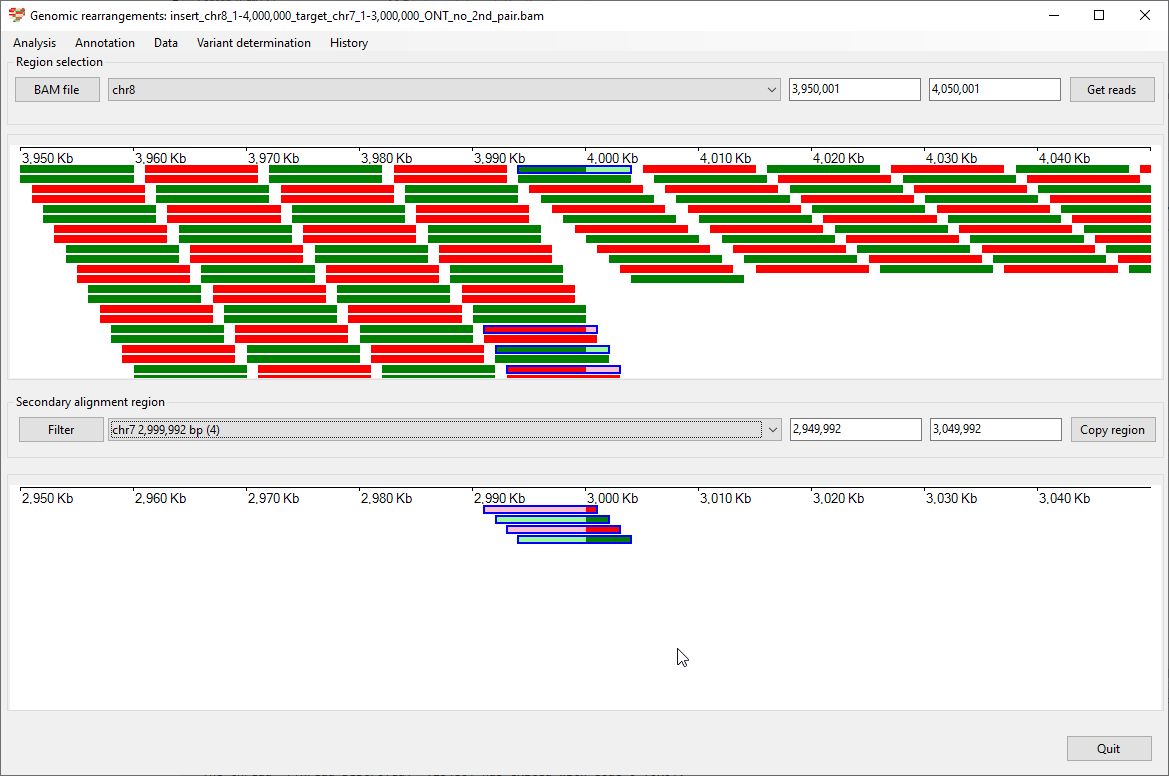 Genomic rearrangements: insert_chr8_1-4,000,000_target_chr7_1-3,000,000_ONT_no_2nd_pair.bam
Analysis Annotation Data Variant determination History
Region selection
BAM file chr8 3,950,001 4,050,001 Get reads
3,950 Kb 3,960 Kb 3,970 Kb 3,980 Kb 3,990 Kb 4,000 Kb 4,010 Kb 4,020 Kb 4,030 Kb 4,040 Kb
Secondary alignment region
Filter chr7 2,999,992 bp (4) 2,949,992 3,049,992 Copy region
2,950 Kb 2,960 Kb 2,970 Kb 2,980 Kb 2,990 Kb 3,000 Kb 3,010 Kb 3,020 Kb 3,030 Kb 3,040 Kb
Quit